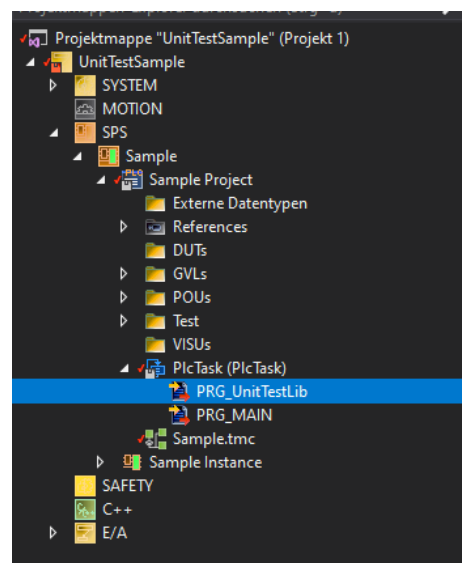 Projektmappe "UnitTestSample" (Projekt 1)
UnitTestSample
SYSTEM
MOTION
SPS
Sample
Sample Project
Externe Datentypen
References
DUTs
GVLs
POUs
Test
VISUs
PlcTask (PlcTask)
PRG_UnitTestLib
PRG_MAIN
Sample.tmc
Sample Instance
SAFETY
C++
E/A